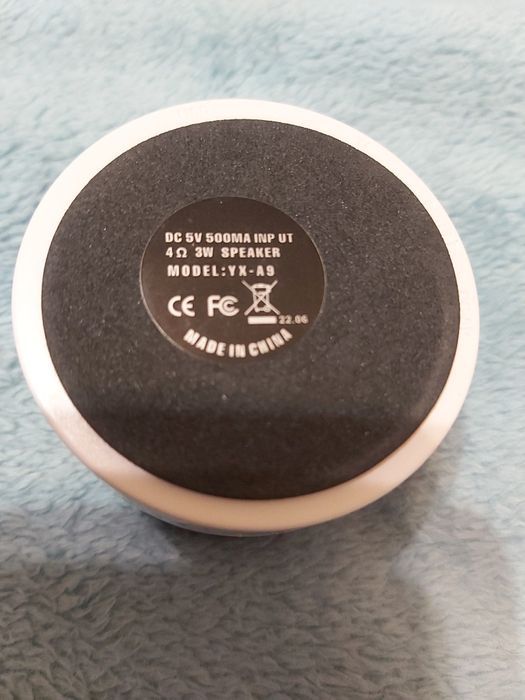 DC 5V 500MA INP UT
4Ω 3W SPEAKER
MODEL:YX-A9
CE FC 22.06
MADE IN CHINA